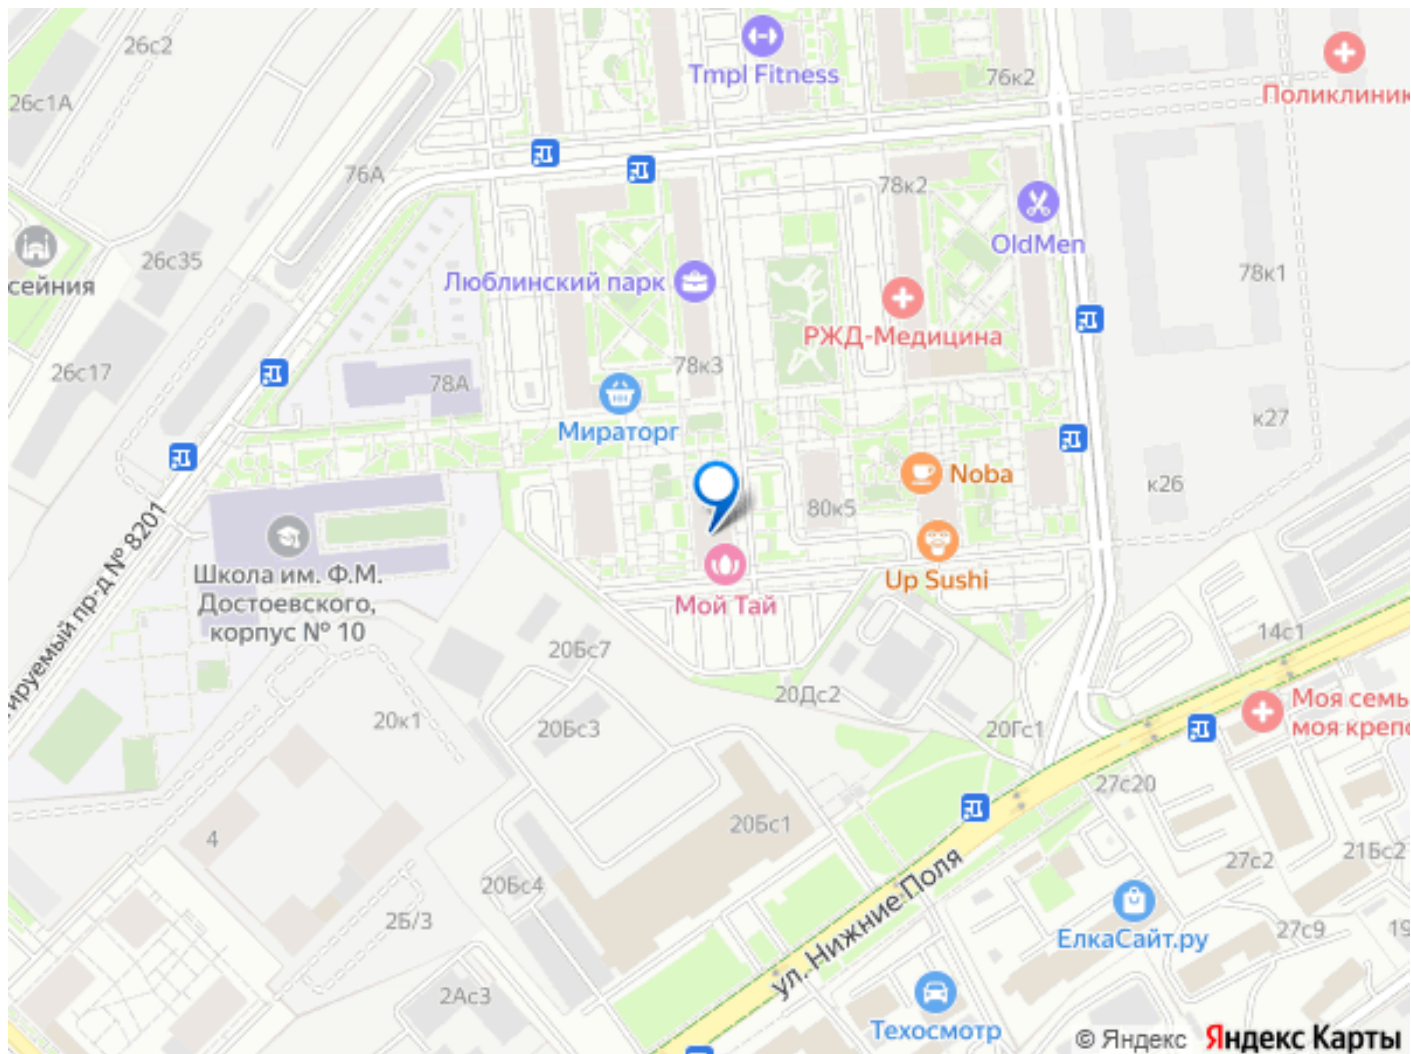 26с2
Tmpl Fitness
76к2
26с1А
Поликлиник
76А
78к2
OldMen
26с35
сейния
Люблинский парк
78к1
РЖД-Медицина
26с17
78А
78к3
Мираторг
к27
Noba
к26
80к5
Школа им. Ф.М.
Достоевского,
корпус № 10
Up Sushi
Мой Тай
ируемый пр-д № 8201
14с1
20Бс7
20Дс2
Моя семь
моя крепо
20к1
20Бс3
20Гс1
27с20
4
20Бс1
27с2
21Бс2
20Бс4
ул. Нижние Поля
2Б/3
ЕлкаСайт.ру
27с9
19
2Ас3
Техосмотр
© Яндекс Яндекс Карты